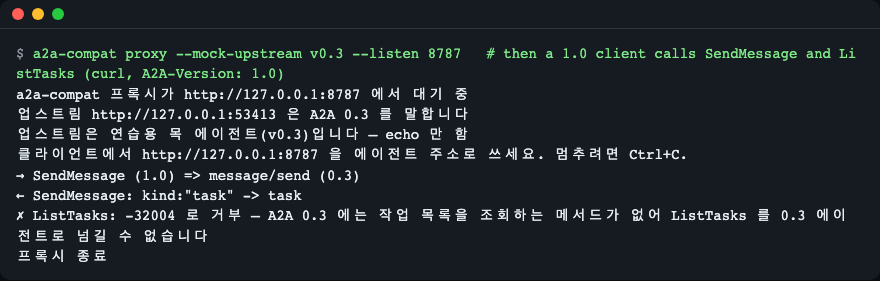 $ a2a-compat proxy --mock-upstream v0.3 --listen 8787   # then a 1.0 client calls SendMessage and Li
stTasks (curl, A2A-Version: 1.0)
a2a-compat 프록시가 http://127.0.0.1:8787 에서 대기 중
업스트림 http://127.0.0.1:53413 은 A2A 0.3 를 말합니다
업스트림은 연습용 목 에이전트(v0.3)입니다 — echo 만 함
클라이언트에서 http://127.0.0.1:8787 을 에이전트 주소로 쓰세요. 멈추려면 Ctrl+C.
→ SendMessage (1.0) => message/send (0.3)
← SendMessage: kind:"task" -> task
✗ ListTasks: -32004 로 거부 — A2A 0.3 에는 작업 목록을 조회하는 메서드가 없어 ListTasks 를 0.3 에이
전트로 넘길 수 없습니다
프록시 종료